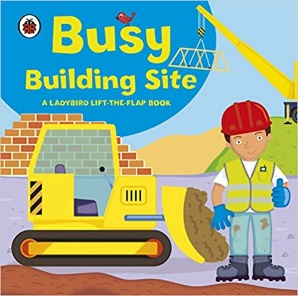 Busy
Building Site
A LADYBIRD LIFT-THE-FLAP BOOK